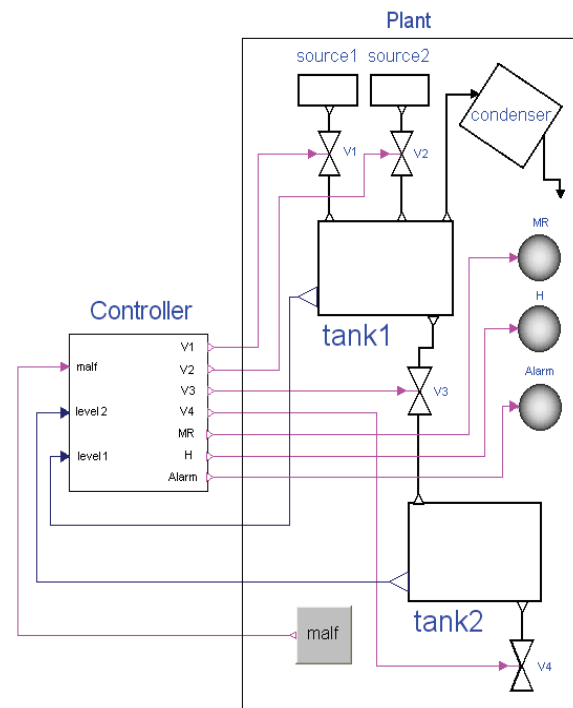 Plant
source1
source2
condenser
V1
V2
MR
tank1
H
Controller
V1
malf
V2
V3
V3
Alarm
level2
V4
MR
level1
H
Alarm
tank2
malf
V4